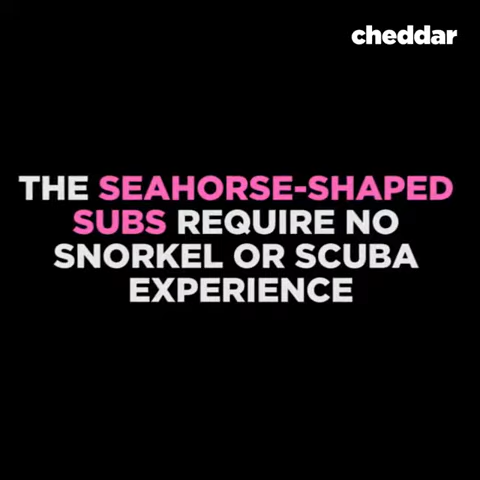 cheddar
THE SEAHORSE-SHAPED
SUBS REQUIRE NO
SNORKEL OR SCUBA
EXPERIENCE